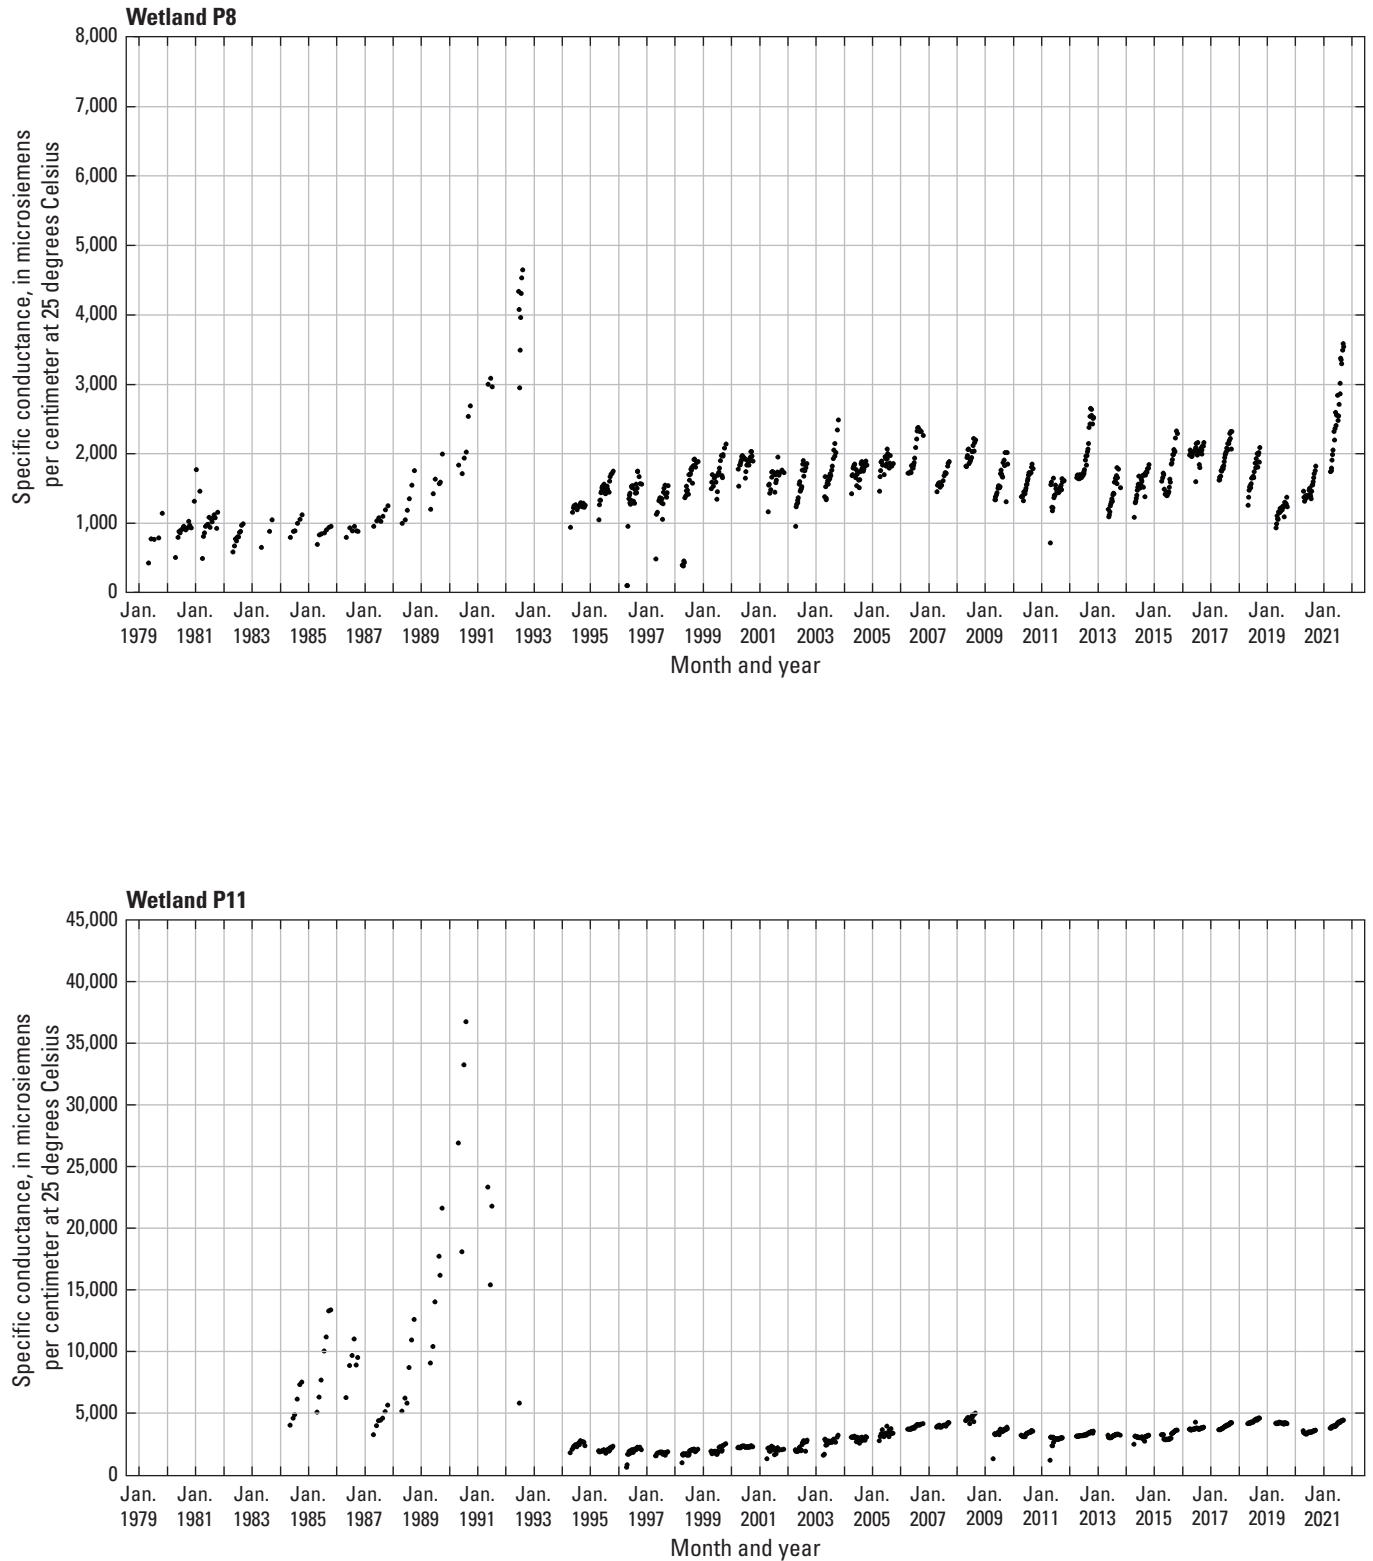 Wetland P8
8,000
7,000
6,000
5,000
4,000
3,000
2,000
1,000
0
Specific conductance, in microsiemens
per centimeter at 25 degrees Celsius
Jan. Jan. Jan. Jan. Jan. Jan. Jan. Jan. Jan. Jan. Jan. Jan. Jan. Jan. Jan. Jan. Jan. Jan. Jan. Jan. Jan. Jan.
1979 1981 1983 1985 1987 1989 1991 1993 1995 1997 1999 2001 2003 2005 2007 2009 2011 2013 2015 2017 2019 2021
Month and year
Wetland P11
45,000
40,000
35,000
30,000
25,000
20,000
15,000
10,000
5,000
0
Specific conductance, in microsiemens
per centimeter at 25 degrees Celsius
Jan. Jan. Jan. Jan. Jan. Jan. Jan. Jan. Jan. Jan. Jan. Jan. Jan. Jan. Jan. Jan. Jan. Jan. Jan. Jan. Jan. Jan.
1979 1981 1983 1985 1987 1989 1991 1993 1995 1997 1999 2001 2003 2005 2007 2009 2011 2013 2015 2017 2019 2021
Month and year